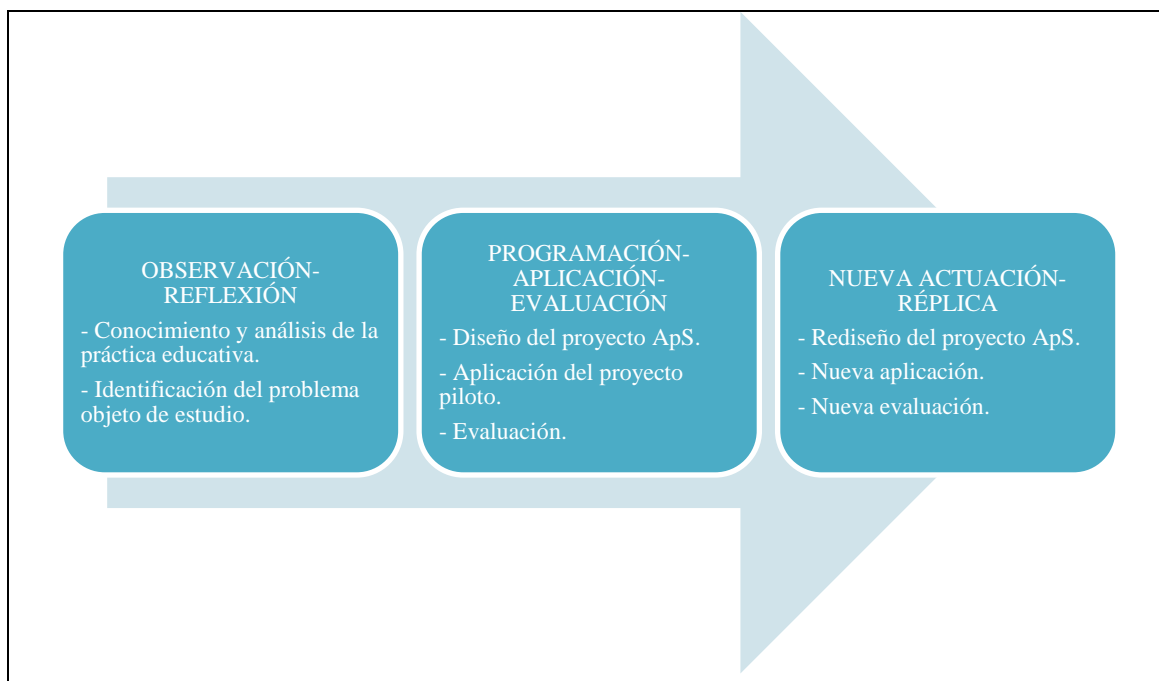 OBSERVACIÓN-
REFLEXIÓN
- Conocimiento y análisis de la
práctica educativa.
- Identificación del problema
objeto de estudio.
PROGRAMACIÓN-
APLICACIÓN-
EVALUACIÓN
- Diseño del proyecto ApS.
- Aplicación del proyecto
piloto.
- Evaluación.
NUEVA ACTUACIÓN-
RÉPLICA
- Rediseño del proyecto ApS.
- Nueva aplicación.
- Nueva evaluación.